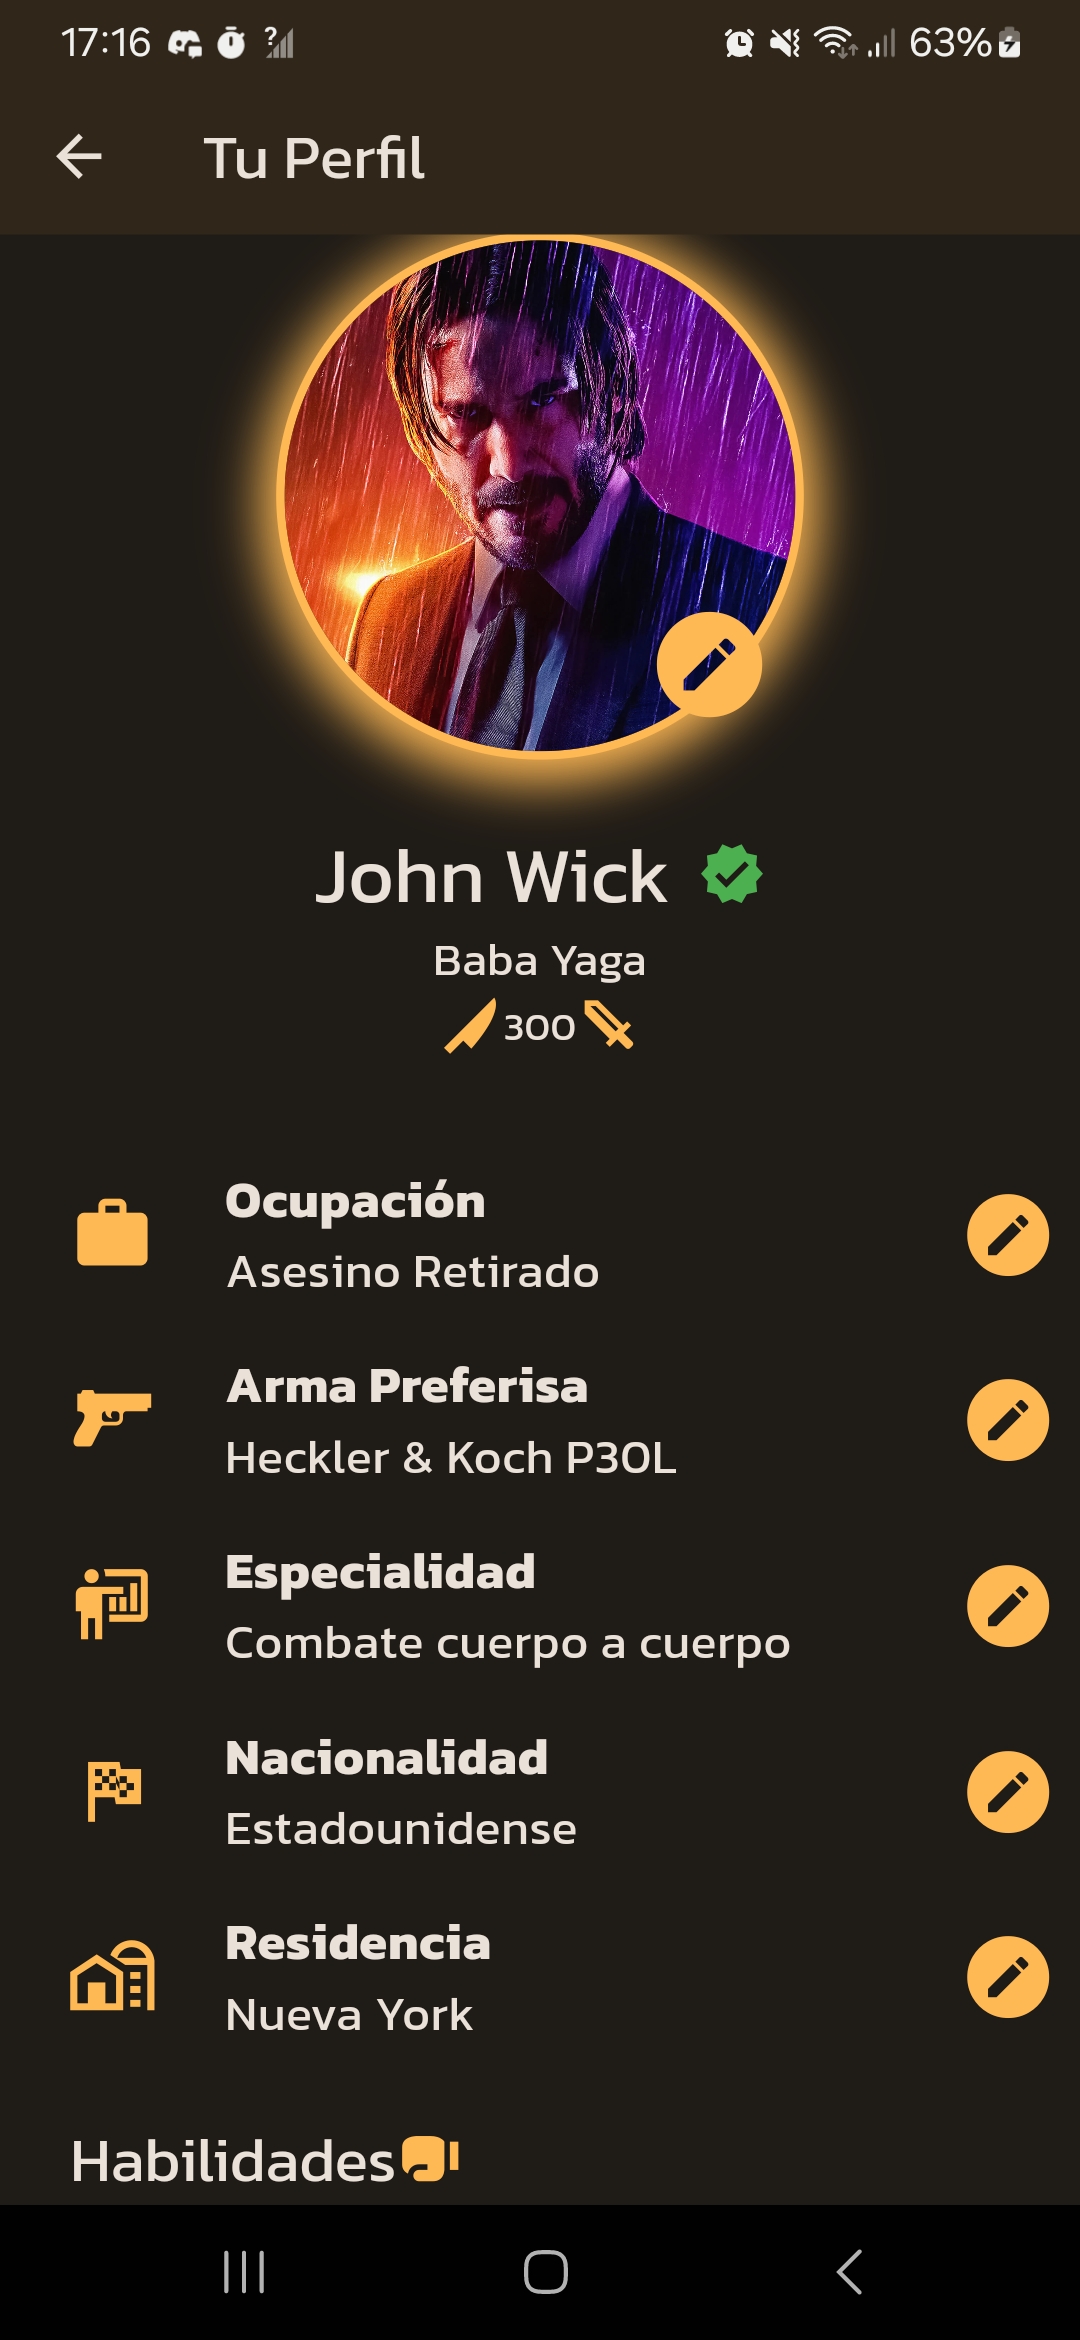 17:16
63%
Tu Perfil
John Wick
Baba Yaga
300
Ocupación
Asesino Retirado
Arma Preferisa
Heckler & Koch P30L
Especialidad
Combate cuerpo a cuerpo
Nacionalidad
Estadounidense
Residencia
Nueva York
Habilidades